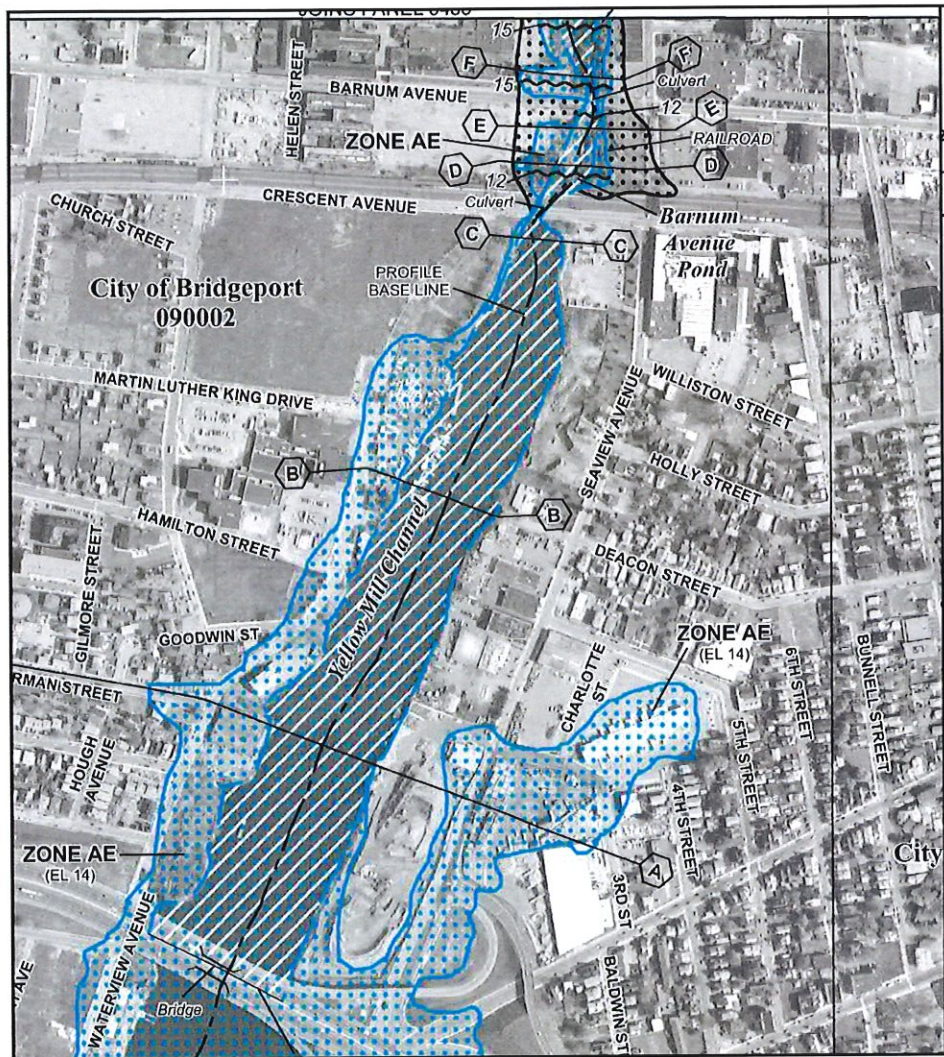 15
F
F
Culvert
15
BARNUM AVENUE
HELEN STREET
12
E
E
RAILROAD
ZONE AE
D
D
12
Culvert
CRESCENT AVENUE
CHURCH STREET
Barnum
Avenue
Pond
C
C
PROFILE
BASE LINE
City of Bridgeport
090002
MARTIN LUTHER KING DRIVE
WILLISTON STREET
SEAVIEW AVENUE
HOLLY STREET
B
B
HAMILTON STREET
Yellow Mill Channel
DEACON STREET
GILMORE STREET
GOODWIN ST
ZONE AE
(EL 14)
CHARLOTTE
ST
6TH STREET
BUNNELL STREET
RMAN STREET
5TH STREET
HOUGH
AVENUE
4TH STREET
ZONE AE
(EL 14)
A
City
3RD ST
WATERVIEW AVENUE
BALDWIN ST
AVE
Bridge